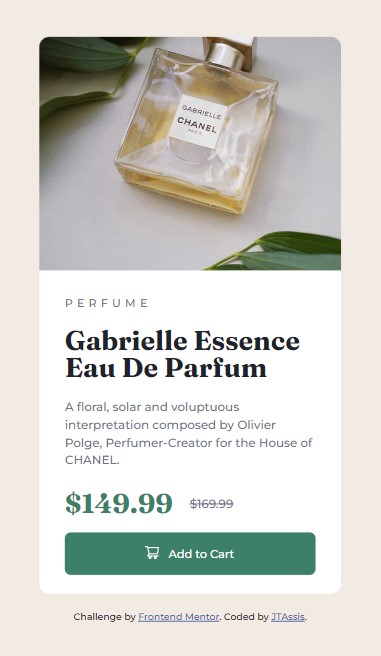 GABRIELLE
CHANEL
PARIS
PERFUME
Gabrielle Essence
Eau De Parfum
A floral, solar and voluptuous
interpretation composed by Olivier
Polge, Perfumer-Creator for the House of
CHANEL.
$149.99 $169.99
Add to Cart
Challenge by Frontend Mentor. Coded by JTAssis.